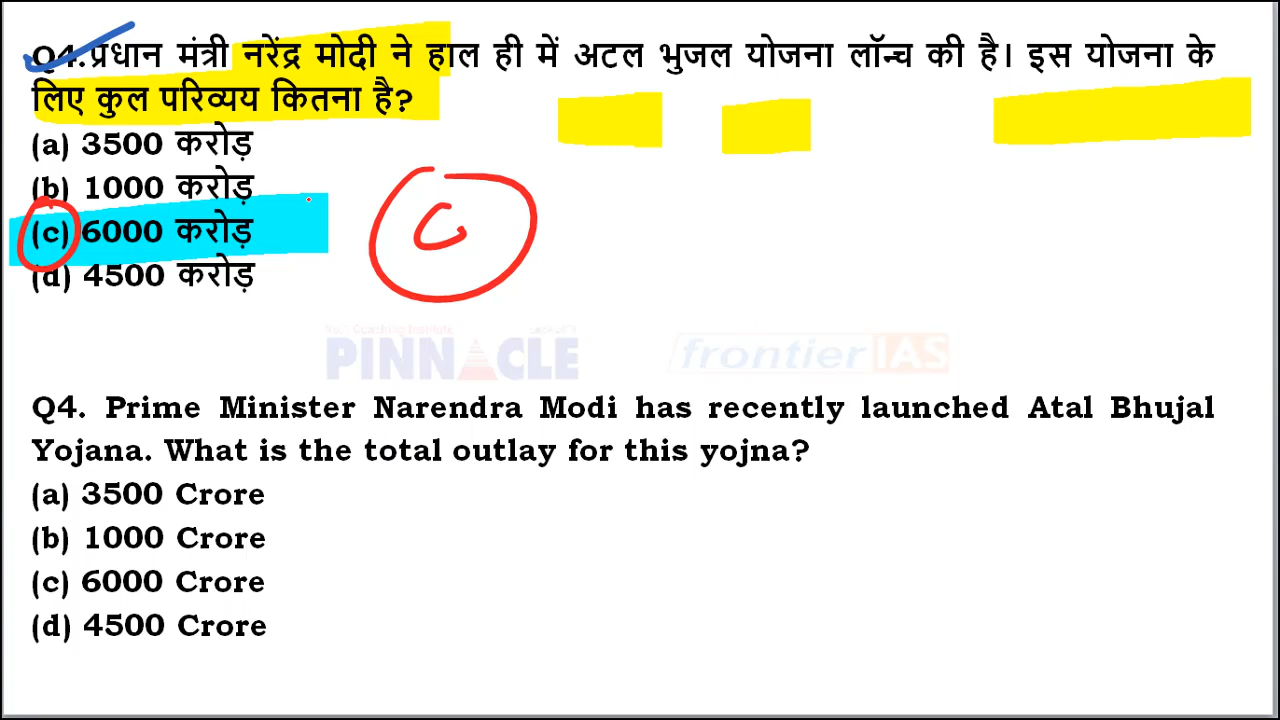 Q4.प्रधान मंत्री नरेंद्र मोदी ने हाल ही में अटल भुजल योजना लॉन्च की है। इस योजना के
लिए कुल परिव्यय कितना है?
(a) 3500 करोड़
(b) 1000 करोड़
(c) 6000 करोड़
(d) 4500 करोड़
C
PINNACLE
frontier IAS
Q4. Prime Minister Narendra Modi has recently launched Atal Bhujal
Yojana. What is the total outlay for this yojna?
(a) 3500 Crore
(b) 1000 Crore
(c) 6000 Crore
(d) 4500 Crore